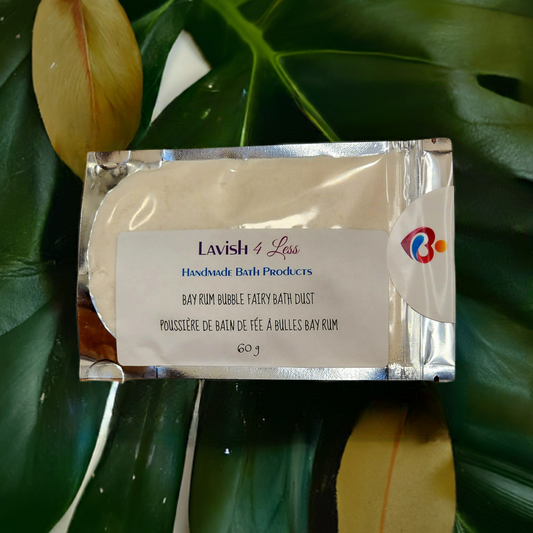 LAVISH 4 Less
HANDMADE BATH PRODUCTS
BAY RUM BUBBLE FAIRY BATH DUST
POUSSIÈRE DE BAIN DE FÉE À BULLES BAY RUM
60 g